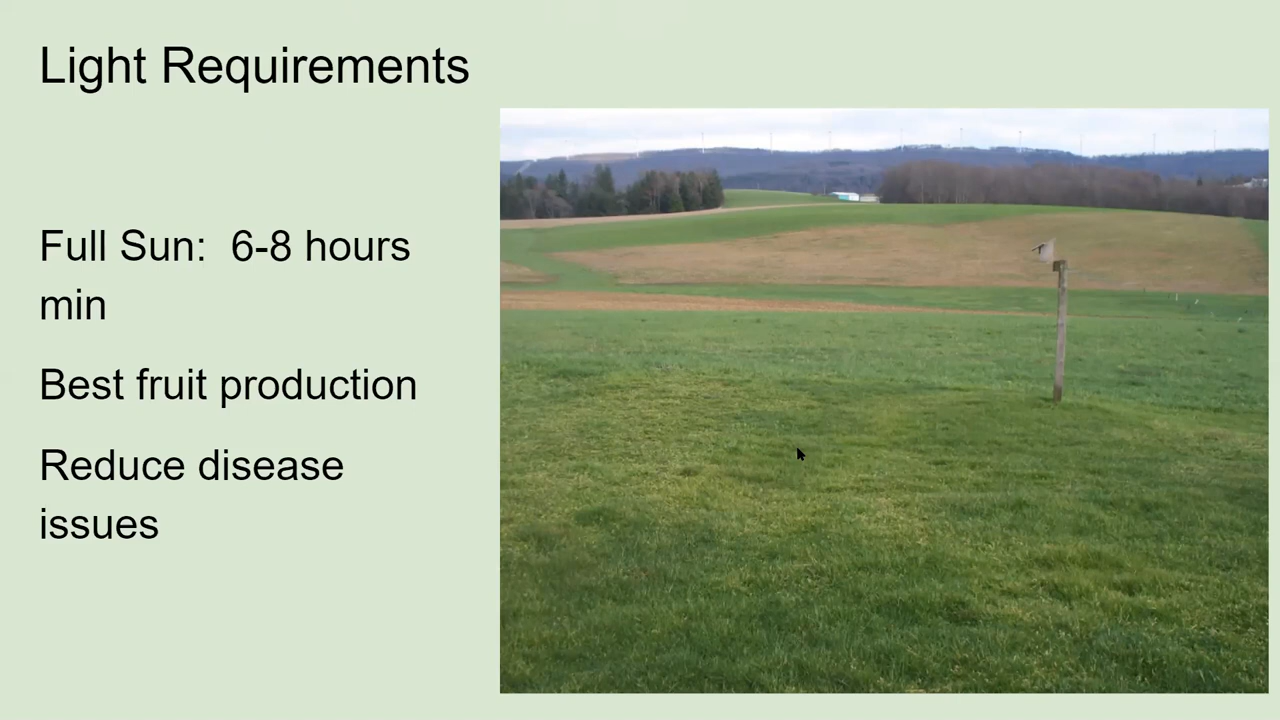 Light Requirements
Full Sun:  6-8 hours
min
Best fruit production
Reduce disease
issues